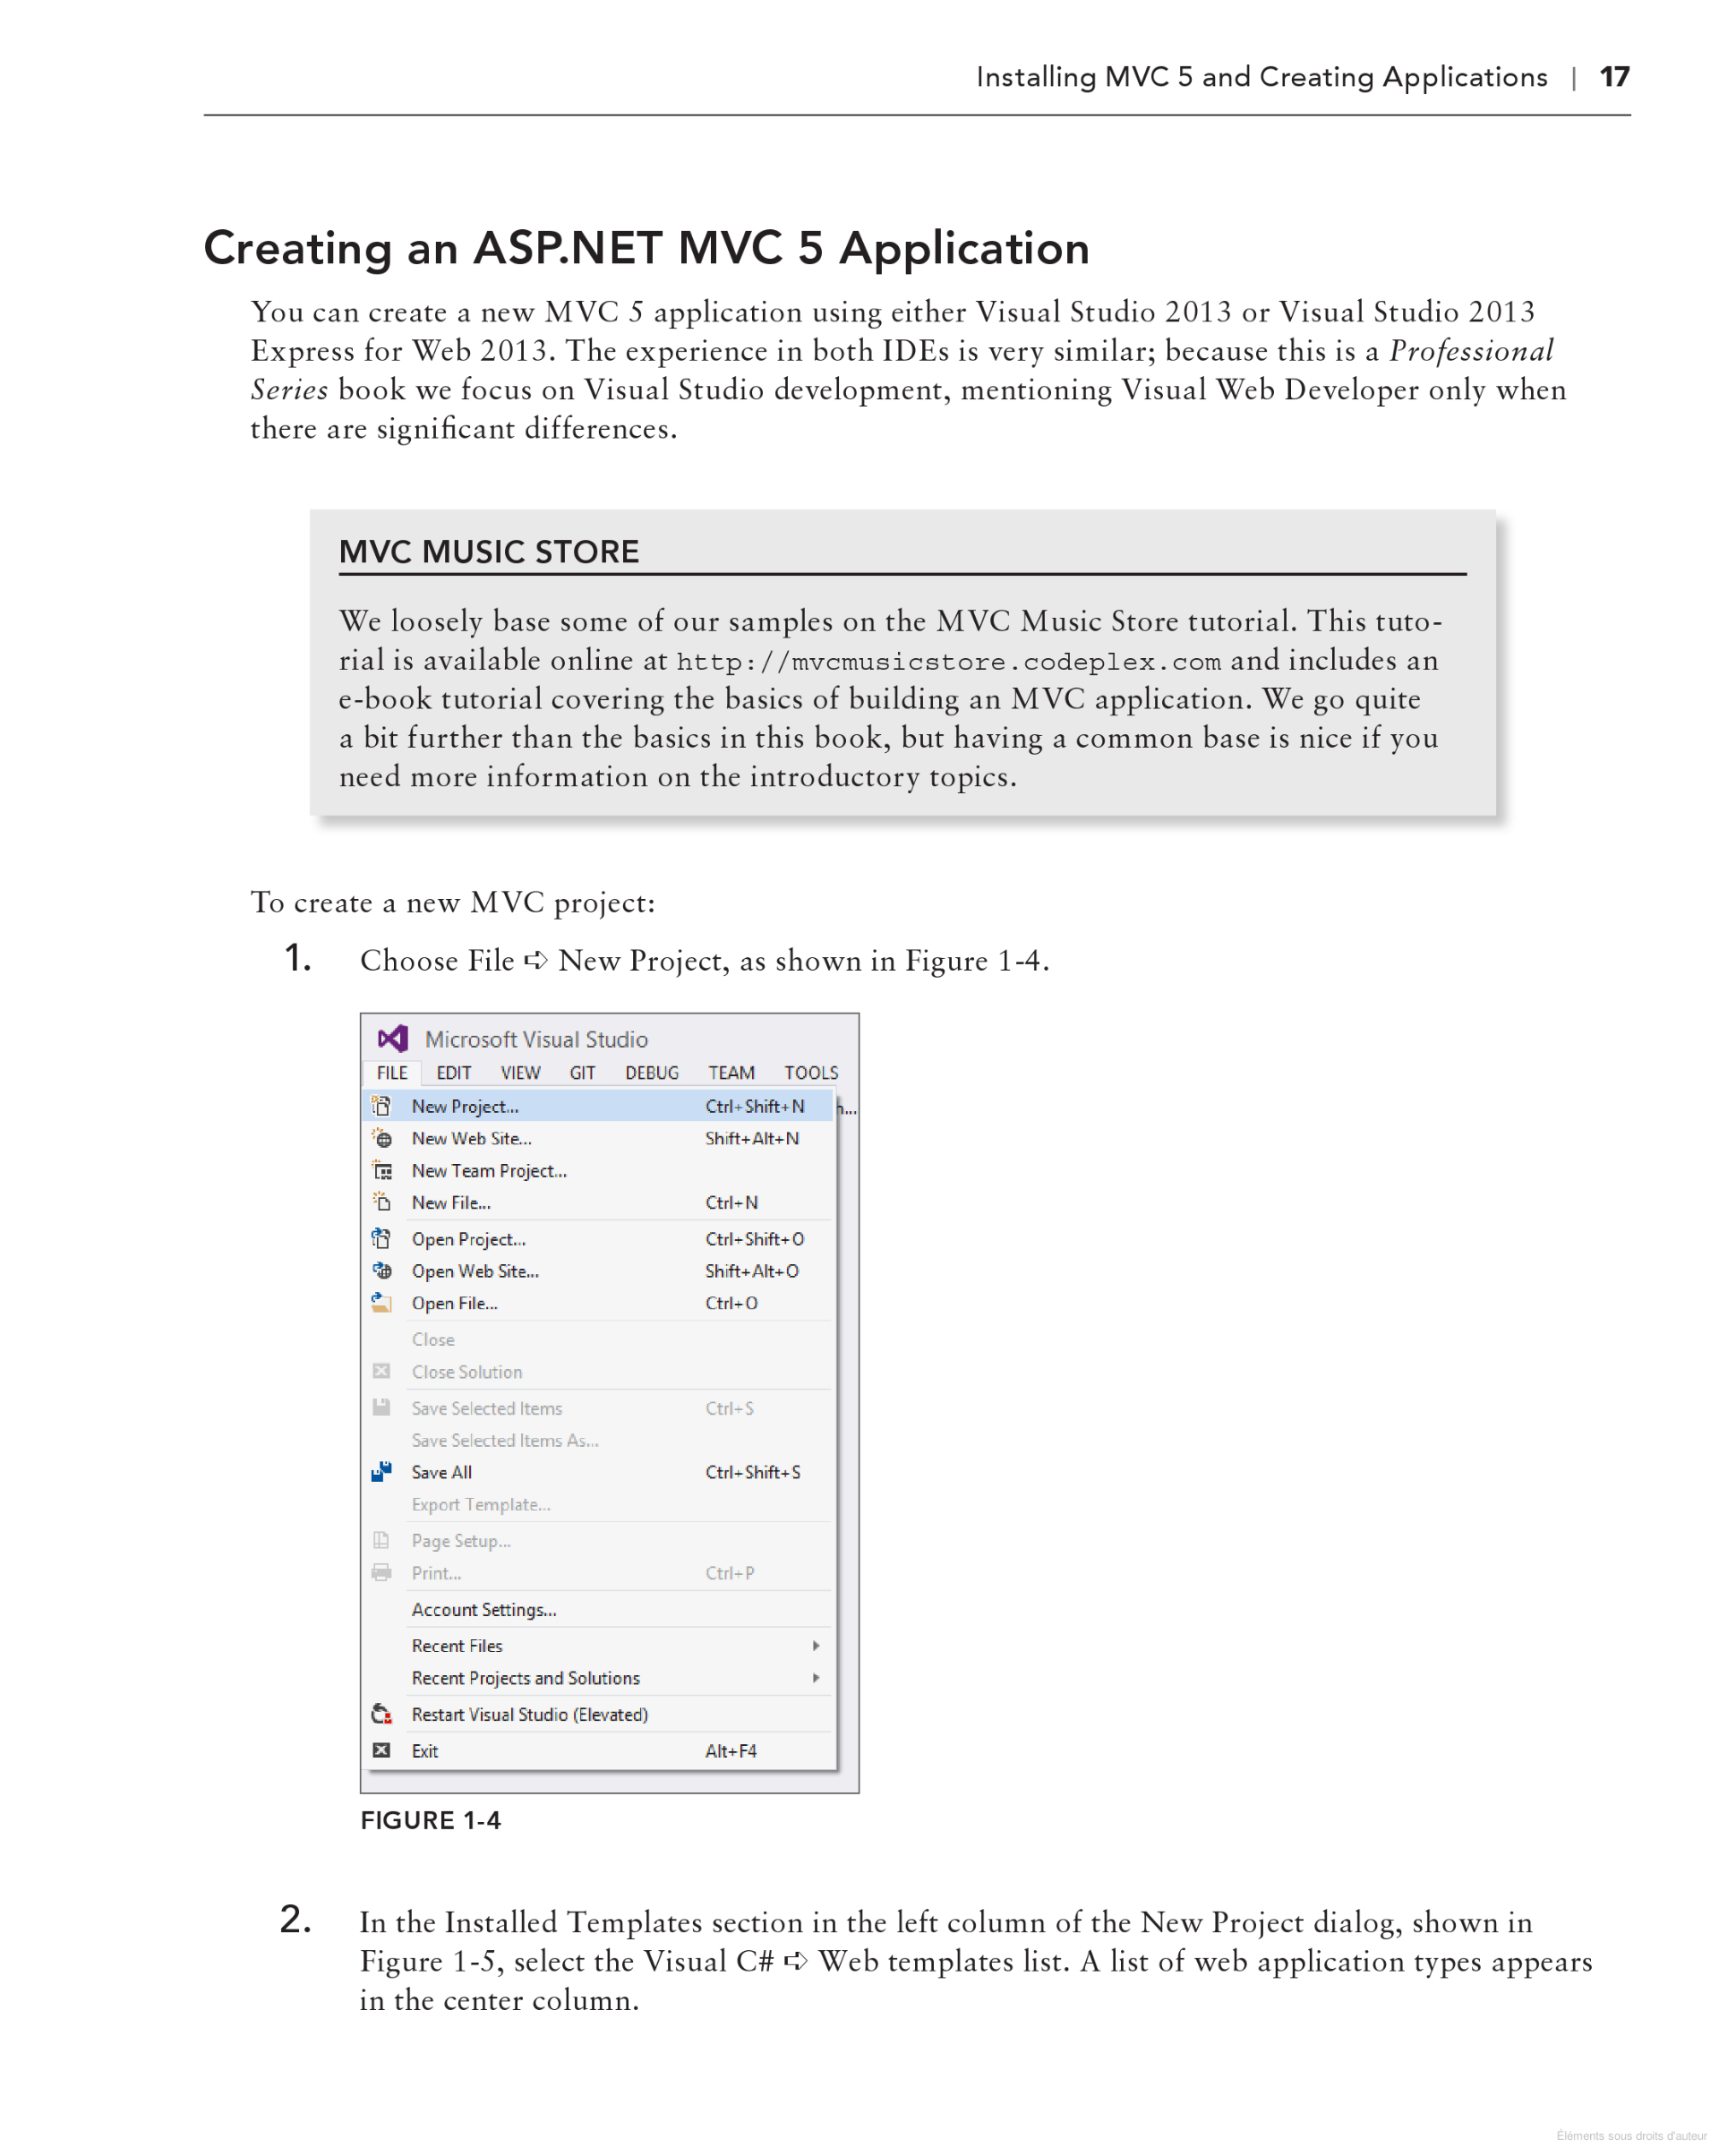 Installing MVC 5 and Creating Applications | 17
Creating an ASP.NET MVC 5 Application
You can create a new MVC 5 application using either Visual Studio 2013 or Visual Studio 2013
Express for Web 2013. The experience in both IDEs is very similar; because this is a Professional
Series book we focus on Visual Studio development, mentioning Visual Web Developer only when
there are significant differences.
MVC MUSIC STORE
We loosely base some of our samples on the MVC Music Store tutorial. This tuto-
rial is available online at http://mvcmusicstore.codeplex.com and includes an
e-book tutorial covering the basics of building an MVC application. We go quite
a bit further than the basics in this book, but having a common base is nice if you
need more information on the introductory topics.
To create a new MVC project:
1. Choose File ➪ New Project, as shown in Figure 1-4.
Microsoft Visual Studio
FILE EDIT VIEW GIT DEBUG TEAM TOOLS
New Project... Ctrl+Shift+N
New Web Site... Shift+Alt+N
New Team Project...
New File... Ctrl+N
Open Project... Ctrl+Shift+O
Open Web Site... Shift+Alt+O
Open File... Ctrl+O
Close
Close Solution
Save Selected Items Ctrl+S
Save Selected Items As...
Save All Ctrl+Shift+S
Export Template...
Page Setup...
Print... Ctrl+P
Account Settings...
Recent Files
Recent Projects and Solutions
Restart Visual Studio (Elevated)
Exit Alt+F4
FIGURE 1-4
2. In the Installed Templates section in the left column of the New Project dialog, shown in
Figure 1-5, select the Visual C# ➪ Web templates list. A list of web application types appears
in the center column.
Éléments sous droits d'auteur